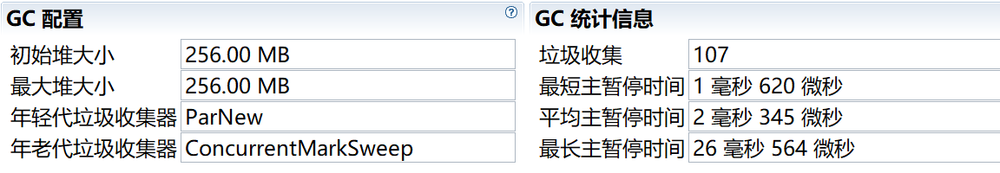 GC 配置
初始堆大小 256.00 MB
最大堆大小 256.00 MB
年轻代垃圾收集器 ParNew
年老代垃圾收集器 ConcurrentMarkSweep
GC 统计信息
垃圾收集 107
最短主暂停时间 1 毫秒 620 微秒
平均主暂停时间 2 毫秒 345 微秒
最长主暂停时间 26 毫秒 564 微秒